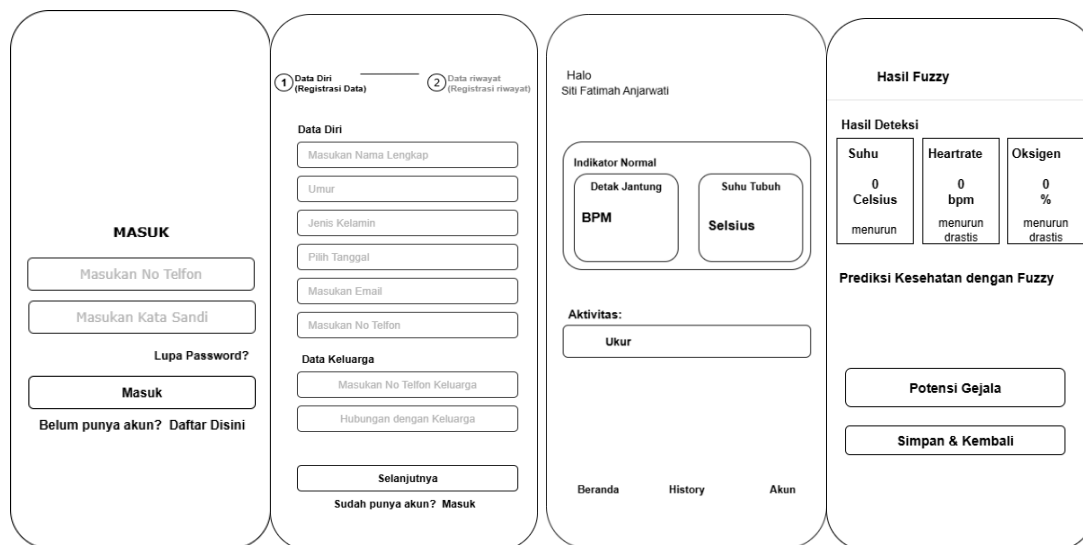 MASUK
Masukan No Telfon
Masukan Kata Sandi
Lupa Password?
Masuk
Belum punya akun? Daftar Disini
1 Data Diri
(Registrasi Data)
2 Data riwayat
(Registrasi riwayat)
Data Diri
Masukan Nama Lengkap
Umur
Jenis Kelamin
Pilih Tanggal
Masukan Email
Masukan No Telfon
Data Keluarga
Masukan No Telfon Keluarga
Hubungan dengan Keluarga
Selanjutnya
Sudah punya akun? Masuk
Halo
Siti Fatimah Anjarwati
Indikator Normal
Detak Jantung
BPM
Suhu Tubuh
Selsius
Aktivitas:
Ukur
Beranda History Akun
Hasil Fuzzy
Hasil Deteksi
Suhu
0
Celsius
menurun
Heartrate
0
bpm
menurun
drastis
Oksigen
0
%
menurun
drastis
Prediksi Kesehatan dengan Fuzzy
Potensi Gejala
Simpan & Kembali